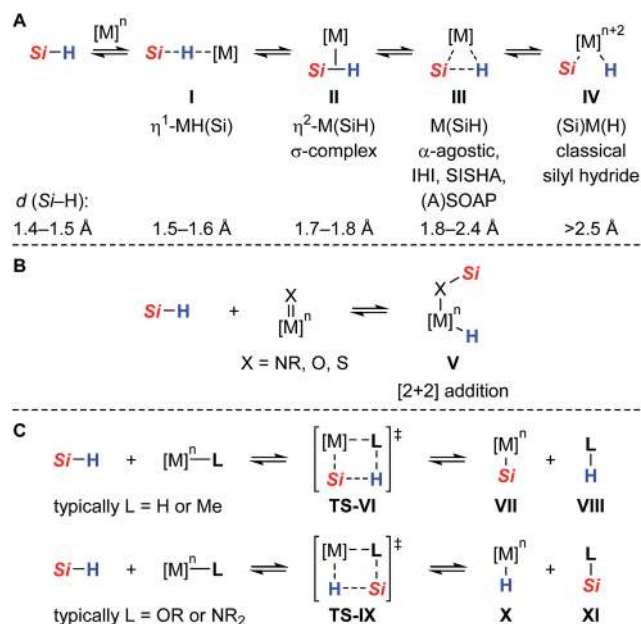 A
Si–H [M]ⁿ Si--H--[M] [M] Si–H [M] Si---H [M]ⁿ⁺² Si H
I II III IV
η¹-MH(Si) η²-M(SiH) M(SiH) (Si)M(H)
σ-complex α-agostic, classical
IHI, SISHA, silyl hydride
d (Si–H): (A)SOAP
1.4–1.5 Å 1.5–1.6 Å 1.7–1.8 Å 1.8–2.4 Å >2.5 Å
B
Si–H + X=[M]ⁿ X–Si [M]ⁿ H
X = NR, O, S V
[2+2] addition
C
Si–H + [M]ⁿ–L [M]--L Si---H ‡ [M]ⁿ Si + L H
typically L = H or Me TS-VI VII VIII
Si–H + [M]ⁿ–L [M]--L H---Si ‡ [M]ⁿ H + L Si
typically L = OR or NR₂ TS-IX X XI